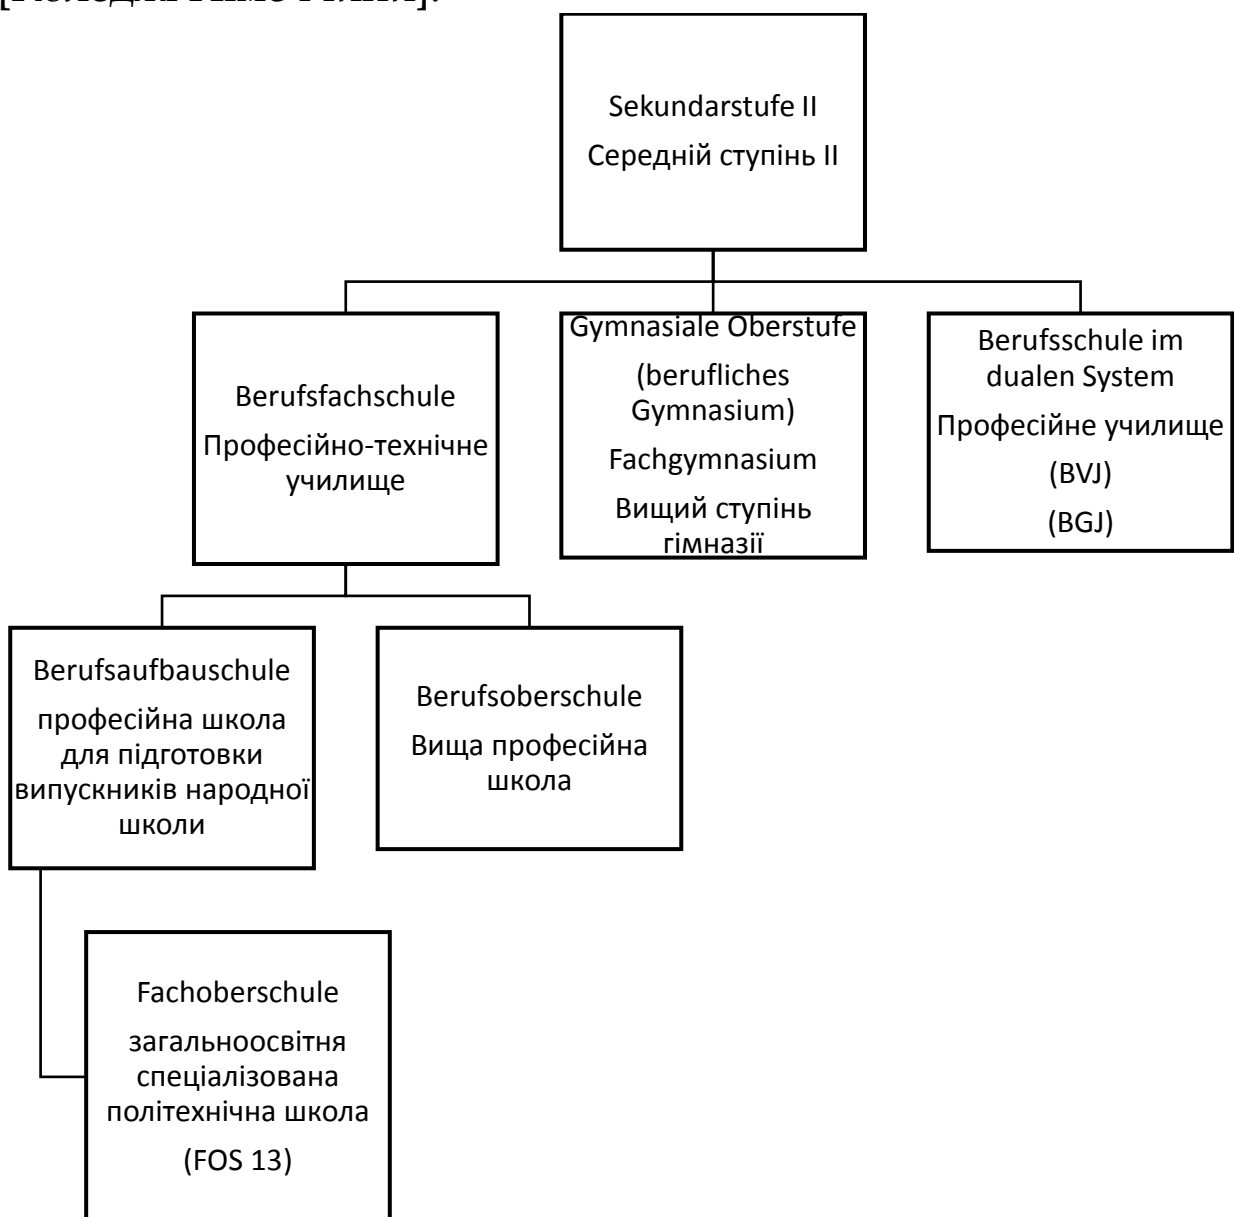 Sekundarstufe II
Середній ступінь II
Berufsfachschule
Професійно-технічне
училище
Gymnasiale Oberstufe
(berufliches
Gymnasium)
Fachgymnasium
Вищий ступінь
гімназії
Berufsschule im
dualen System
Професійне училище
(BVJ)
(BGJ)
Berufsaufbauschule
професійна школа
для підготовки
випускників народної
школи
Berufsoberschule
Вища професійна
школа
Fachoberschule
загальноосвітня
спеціалізована
політехнічна школа
(FOS 13)